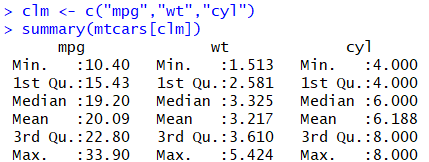 > clm <- c("mpg","wt","cyl")
> summary(mtcars[clm])
      mpg              wt             cyl
 Min.   :10.40   Min.   :1.513   Min.   :4.000
 1st Qu.:15.43   1st Qu.:2.581   1st Qu.:4.000
 Median :19.20   Median :3.325   Median :6.000
 Mean   :20.09   Mean   :3.217   Mean   :6.188
 3rd Qu.:22.80   3rd Qu.:3.610   3rd Qu.:8.000
 Max.   :33.90   Max.   :5.424   Max.   :8.000